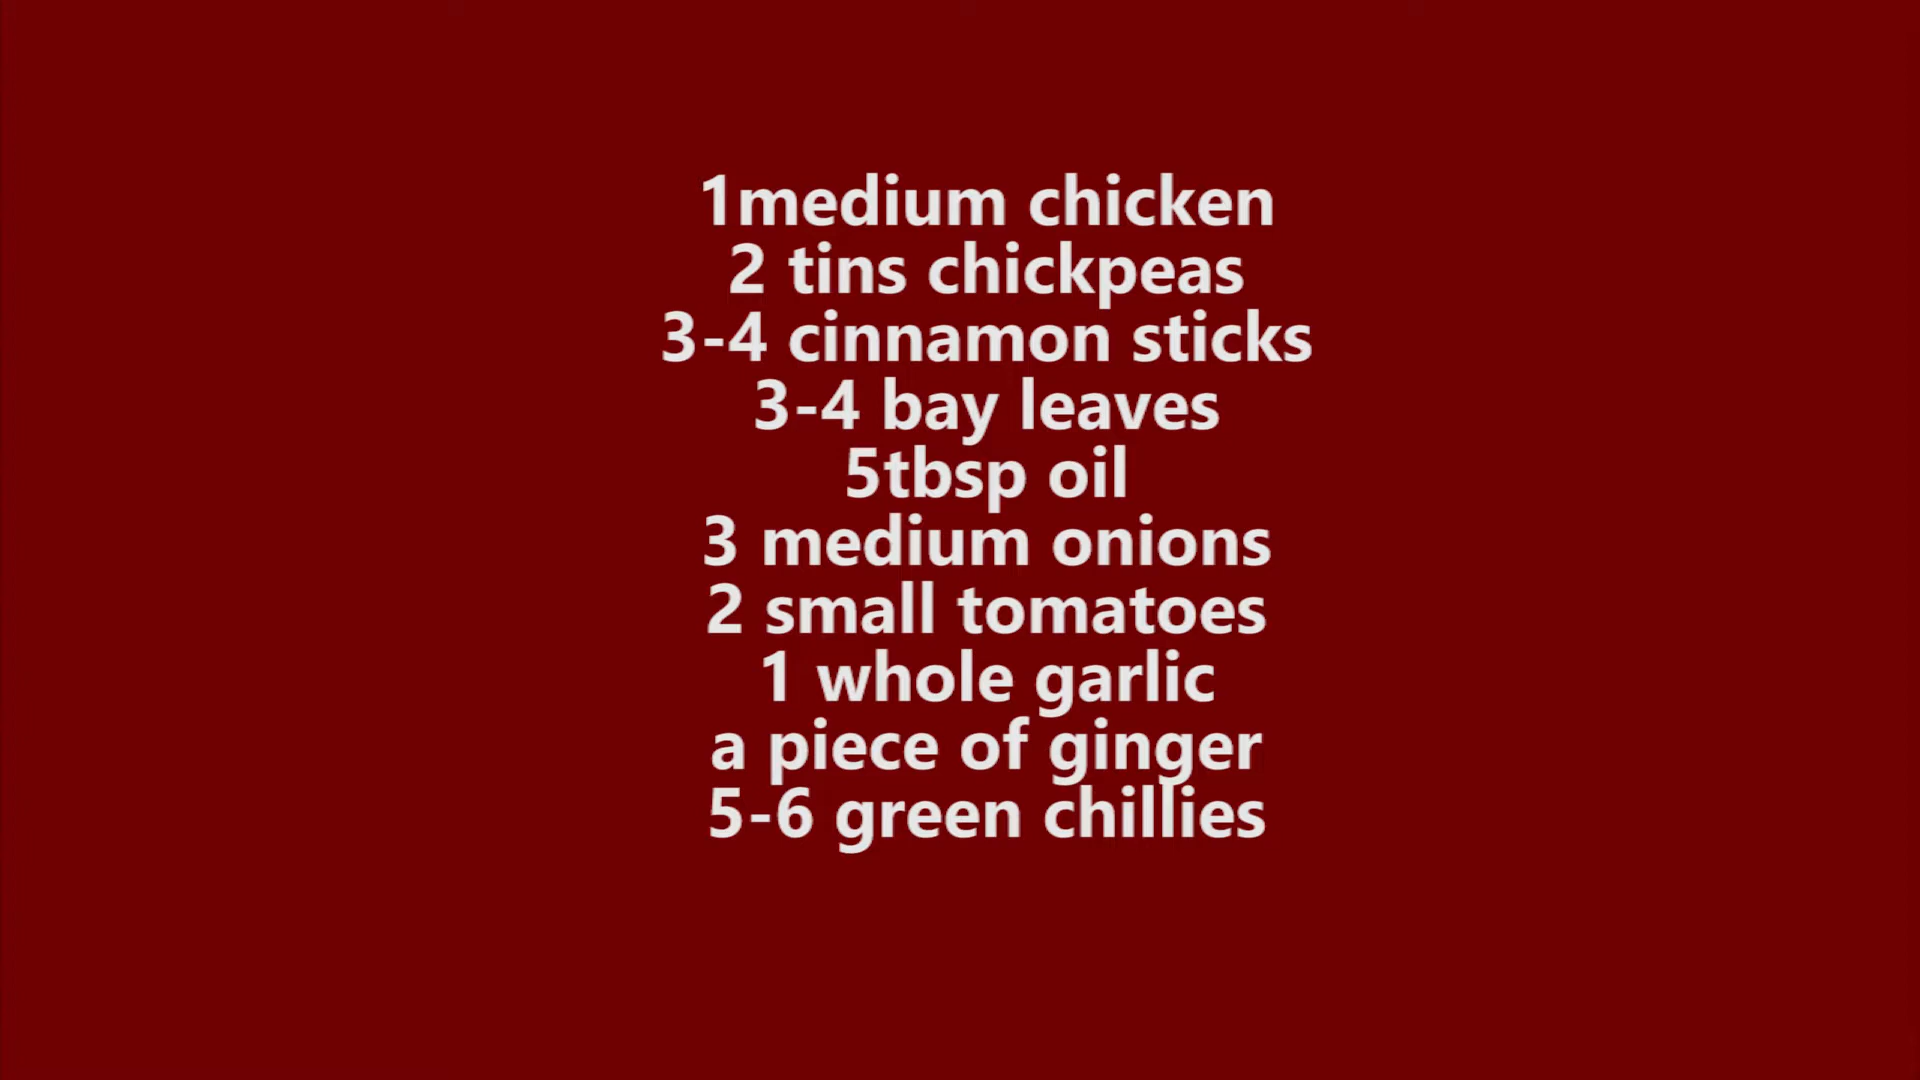 1medium chicken
2 tins chickpeas
3-4 cinnamon sticks
3-4 bay leaves
5tbsp oil
3 medium onions
2 small tomatoes
1 whole garlic
a piece of ginger
5-6 green chillies